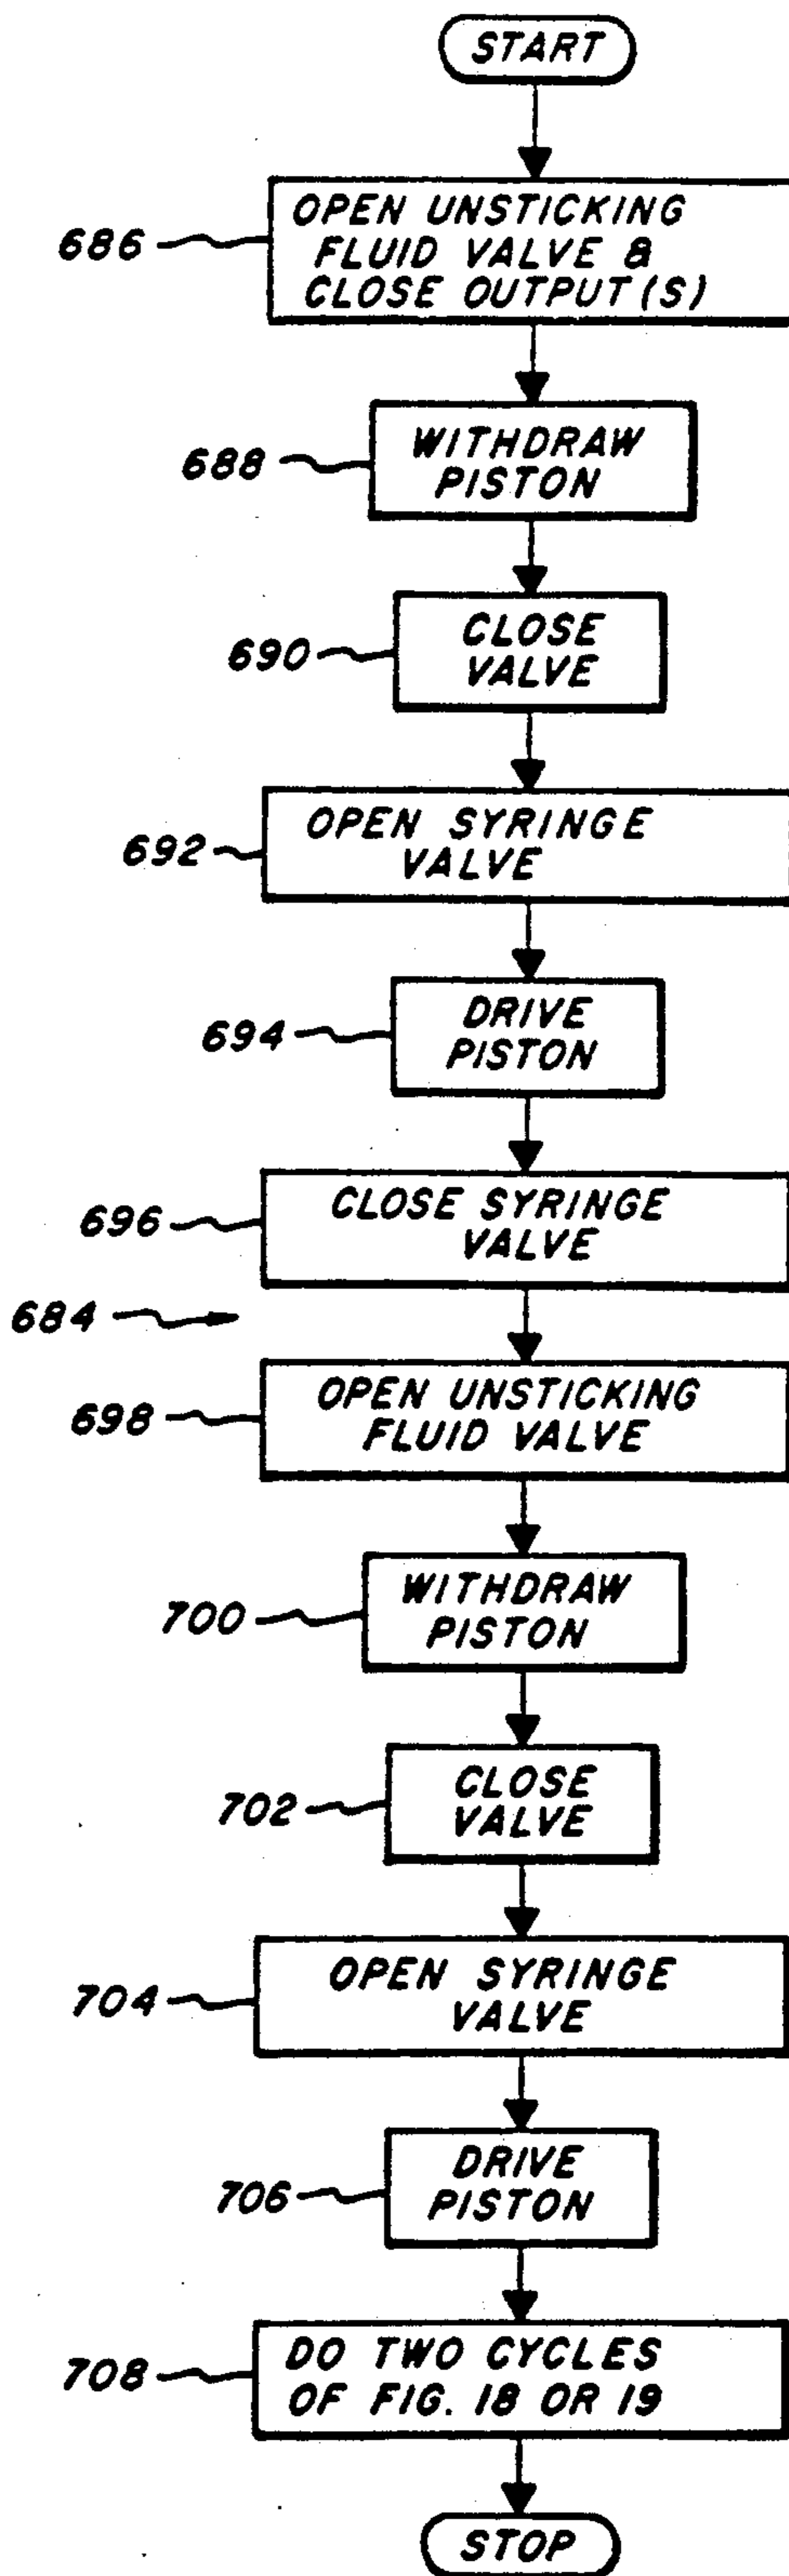 START
686
OPEN UNSTICKING
FLUID VALVE &
CLOSE OUTPUT(S)
688
WITHDRAW
PISTON
690
CLOSE
VALVE
692
OPEN SYRINGE
VALVE
694
DRIVE
PISTON
696
CLOSE SYRINGE
VALVE
684
698
OPEN UNSTICKING
FLUID VALVE
700
WITHDRAW
PISTON
702
CLOSE
VALVE
704
OPEN SYRINGE
VALVE
706
DRIVE
PISTON
708
DO TWO CYCLES
OF FIG. 18 OR 19
STOP